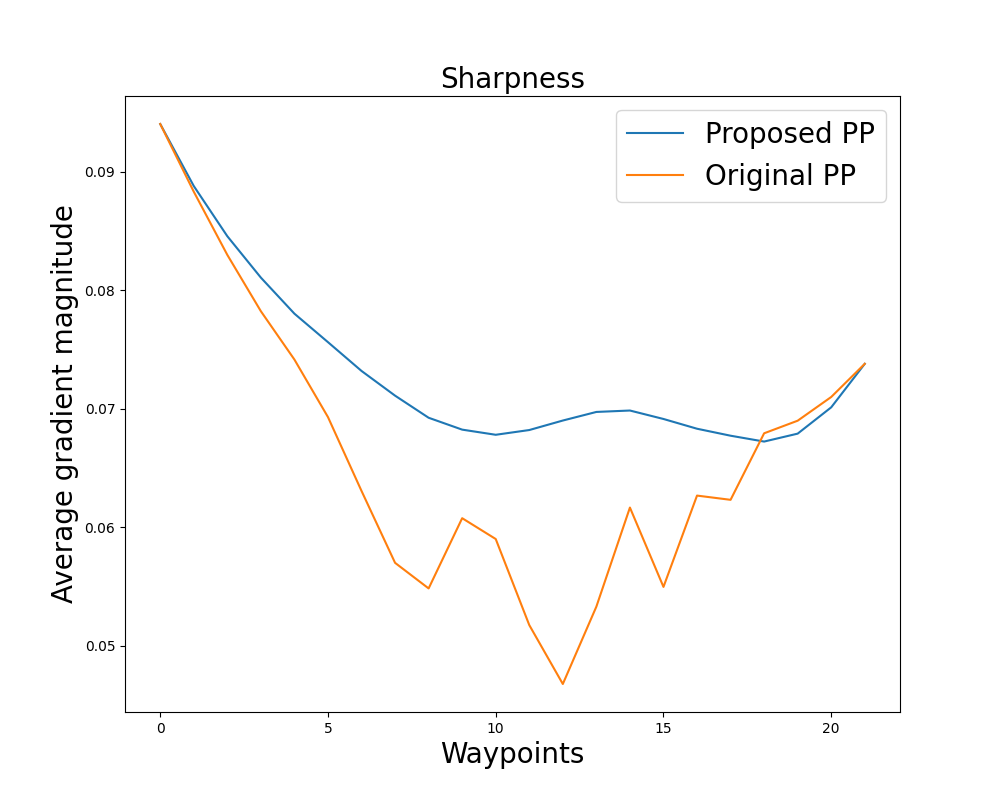 Sharpness
Proposed PP
Original PP
Average gradient magnitude
0.09
0.08
0.07
0.06
0.05
0 5 10 15 20
Waypoints